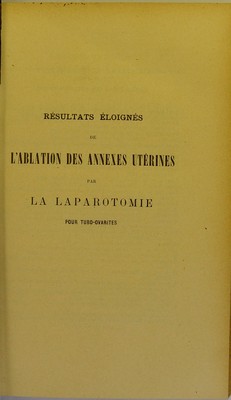 RÉSULTATS ÉLOIGNÉS
DE
L'ABLATION DES ANNEXES UTÉRINES
PAR
LA LAPAROTOMIE
POUR TUBO-OVARITES